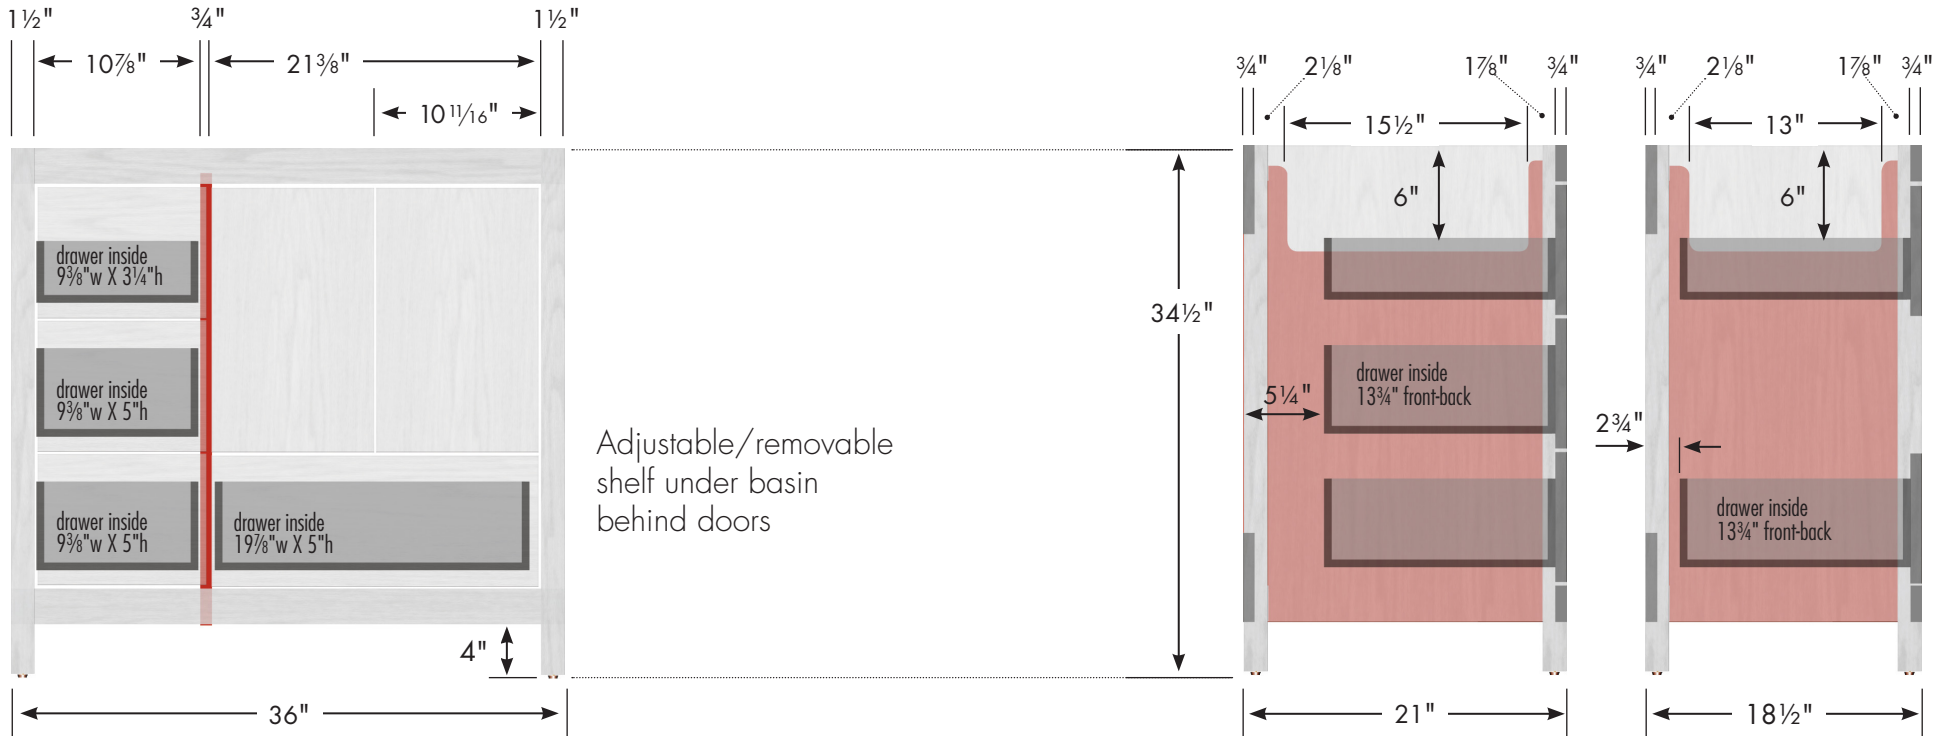 1½" ¾" 1½"
10⅞" 21⅜"
10 11/16"
drawer inside
9⅜"w X 3¼"h
drawer inside
9⅜"w X 5"h
drawer inside
9⅜"w X 5"h
drawer inside
19⅞"w X 5"h
4"
36"
Adjustable/removable
shelf under basin
behind doors
34½"
¾" 2⅛" 1⅞" ¾"
15½"
6"
drawer inside
13¾" front-back
5¼"
21"
¾" 2⅛" 1⅞" ¾"
13"
6"
2¾"
drawer inside
13¾" front-back
18½"